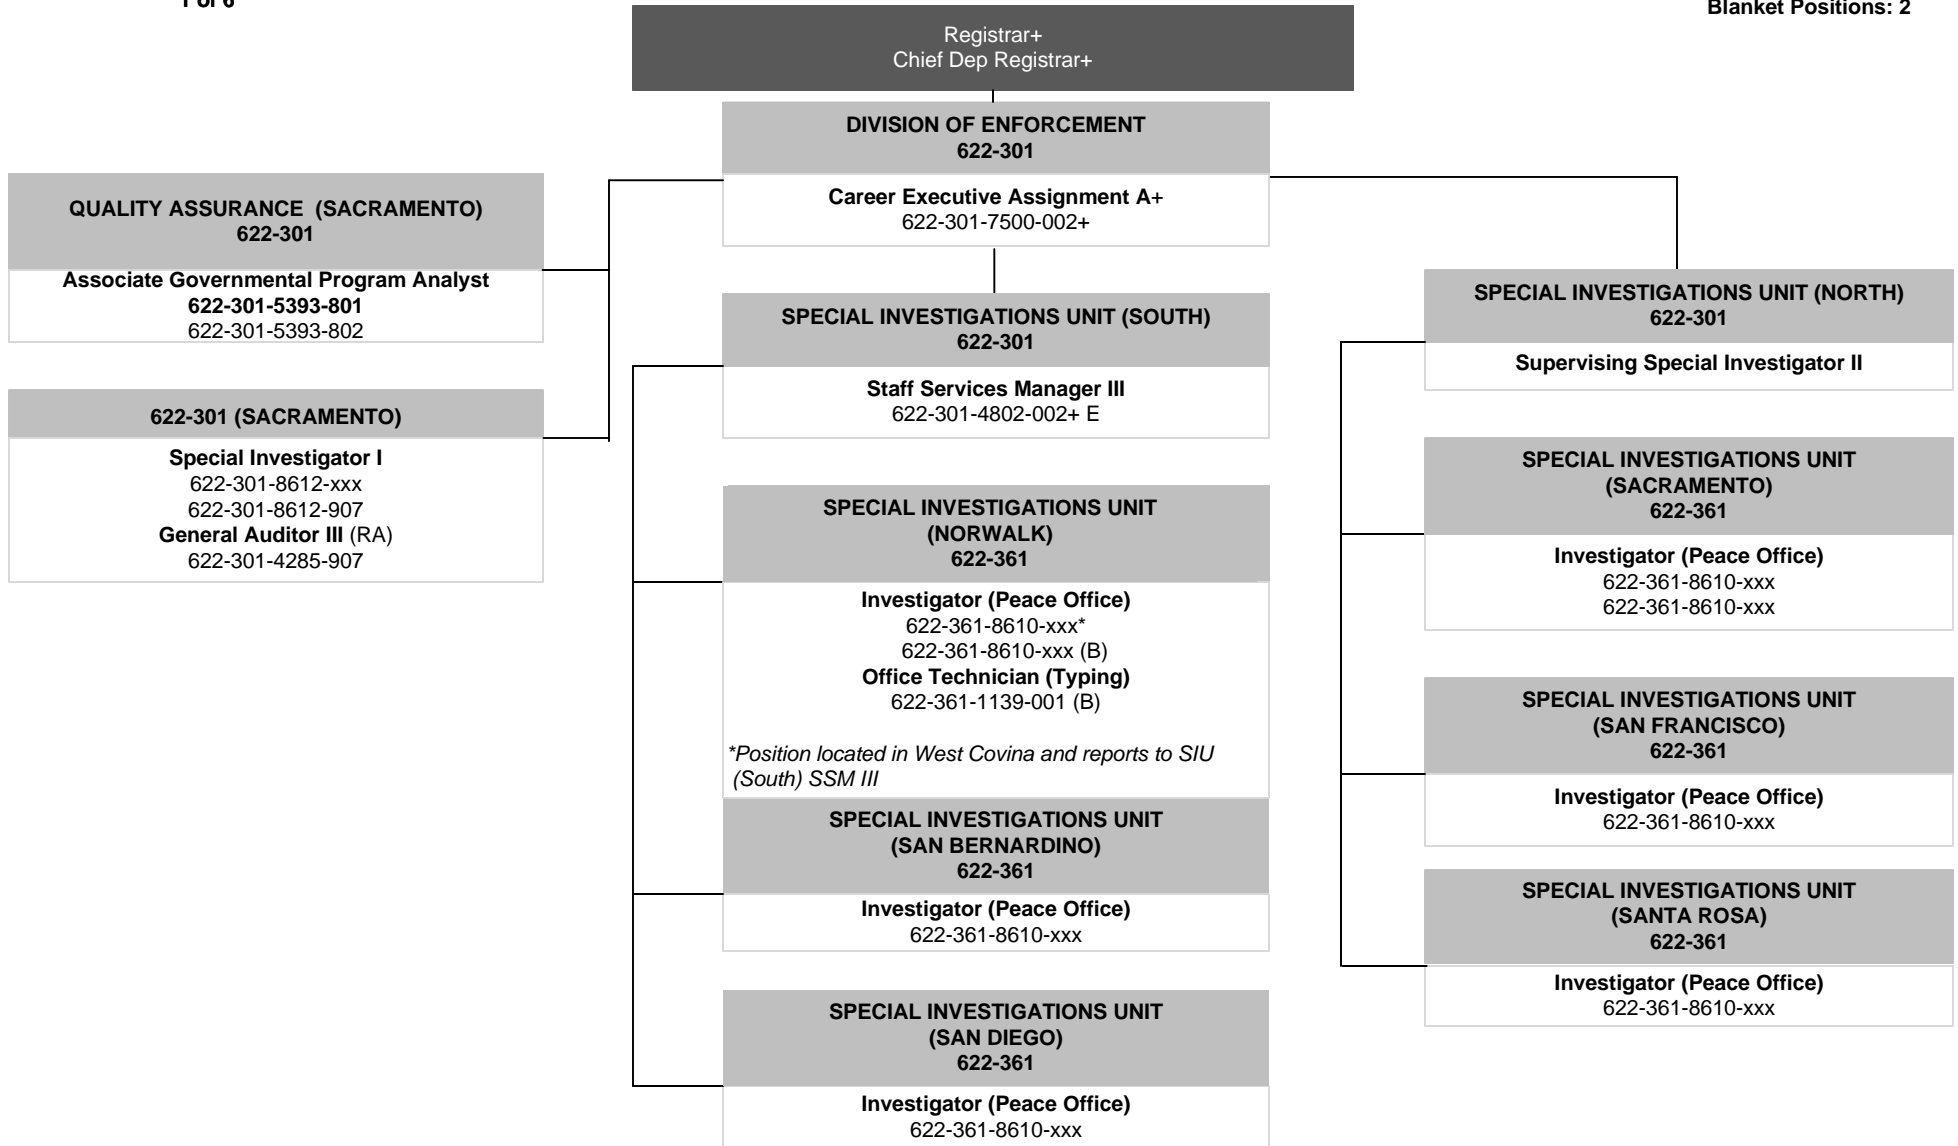 1 of 6
Blanket Positions: 2
Registrar+
Chief Dep Registrar+
DIVISION OF ENFORCEMENT
622-301
Career Executive Assignment A+
622-301-7500-002+
QUALITY ASSURANCE (SACRAMENTO)
622-301
Associate Governmental Program Analyst
622-301-5393-801
622-301-5393-802
622-301 (SACRAMENTO)
Special Investigator I
622-301-8612-xxx
622-301-8612-907
General Auditor III (RA)
622-301-4285-907
SPECIAL INVESTIGATIONS UNIT (SOUTH)
622-301
Staff Services Manager III
622-301-4802-002+ E
SPECIAL INVESTIGATIONS UNIT
(NORWALK)
622-361
Investigator (Peace Office)
622-361-8610-xxx*
622-361-8610-xxx (B)
Office Technician (Typing)
622-361-1139-001 (B)
*Position located in West Covina and reports to SIU
(South) SSM III
SPECIAL INVESTIGATIONS UNIT
(SAN BERNARDINO)
622-361
Investigator (Peace Office)
622-361-8610-xxx
SPECIAL INVESTIGATIONS UNIT
(SAN DIEGO)
622-361
Investigator (Peace Office)
622-361-8610-xxx
SPECIAL INVESTIGATIONS UNIT (NORTH)
622-301
Supervising Special Investigator II
SPECIAL INVESTIGATIONS UNIT
(SACRAMENTO)
622-361
Investigator (Peace Office)
622-361-8610-xxx
622-361-8610-xxx
SPECIAL INVESTIGATIONS UNIT
(SAN FRANCISCO)
622-361
Investigator (Peace Office)
622-361-8610-xxx
SPECIAL INVESTIGATIONS UNIT
(SANTA ROSA)
622-361
Investigator (Peace Office)
622-361-8610-xxx